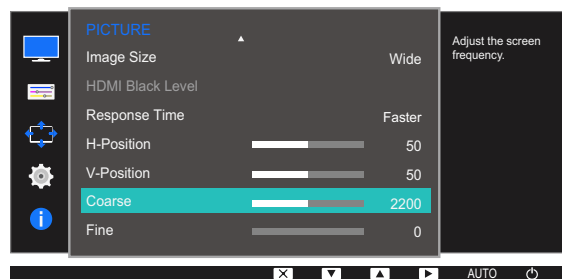 PICTURE
Image Size Wide
HDMI Black Level
Response Time Faster
H-Position 50
V-Position 50
Coarse 2200
Fine 0
Adjust the screen
frequency.
AUTO